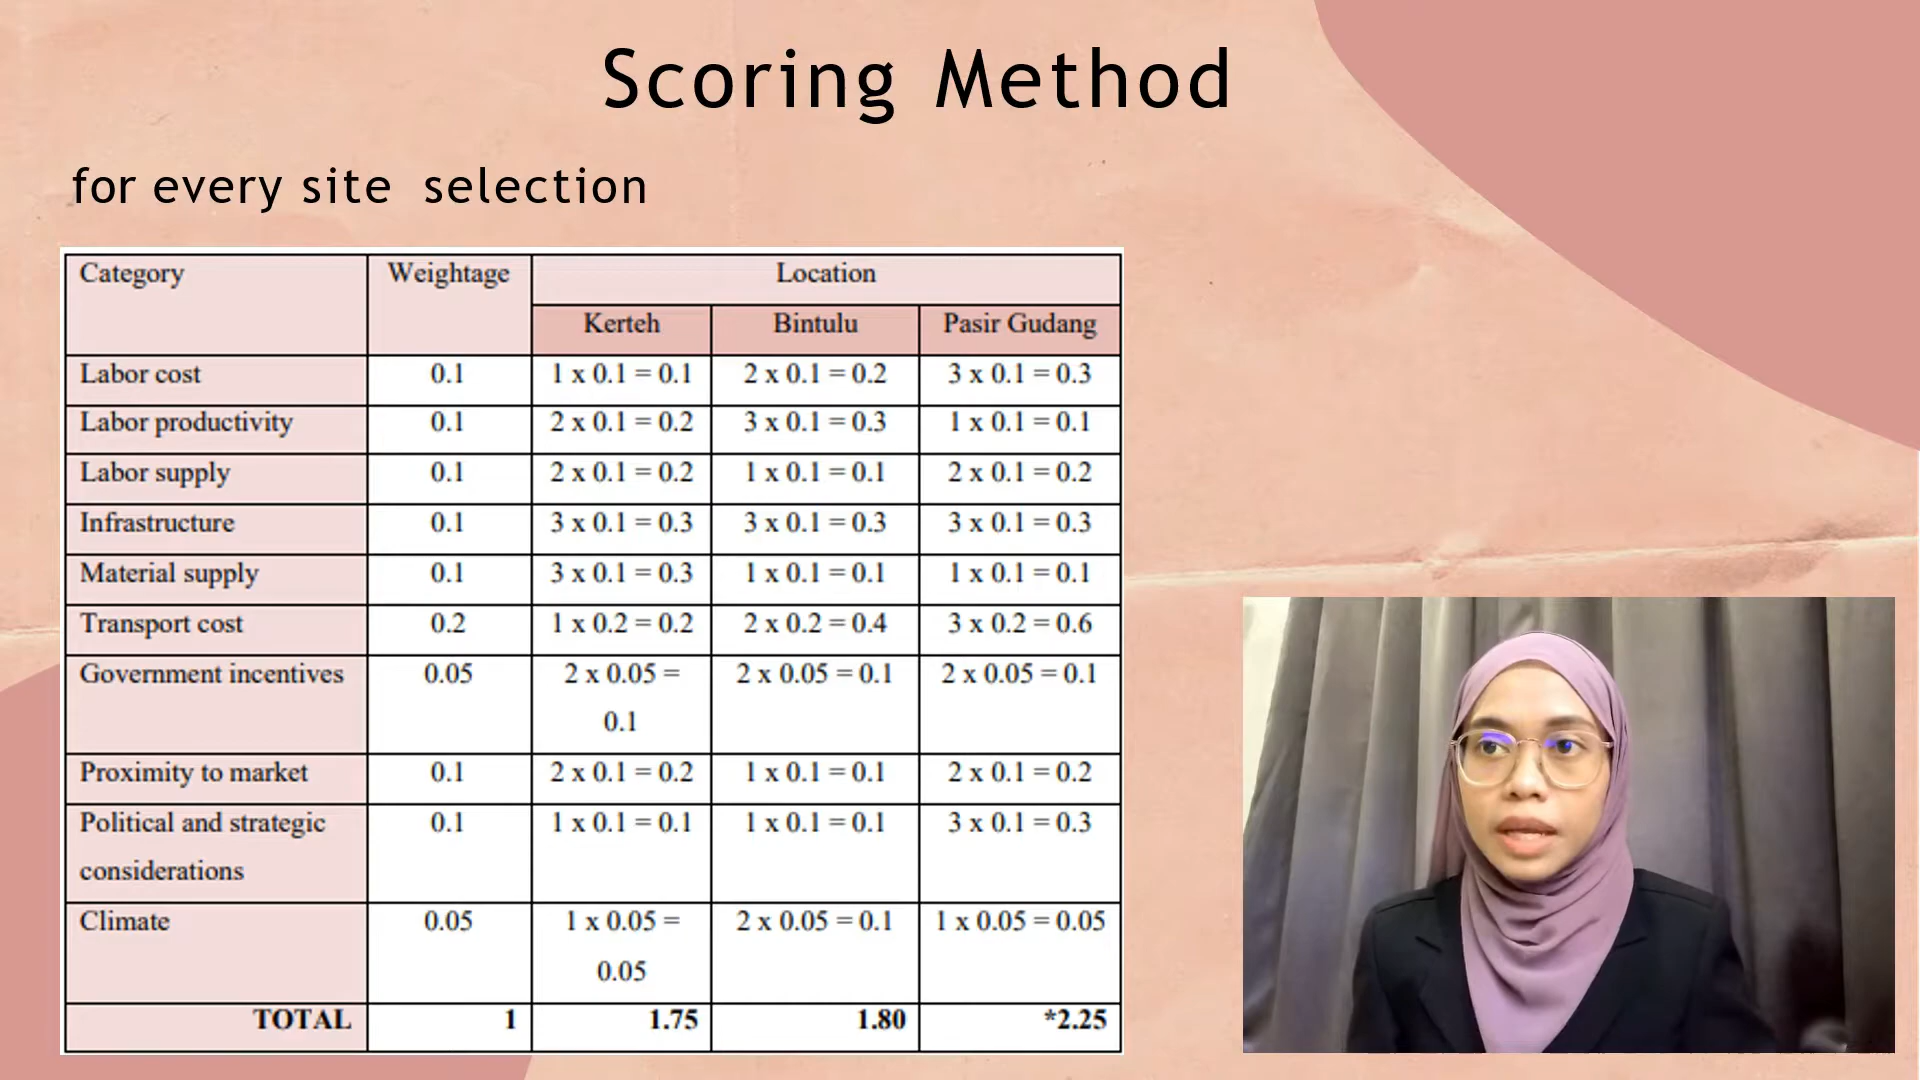 Scoring Method
for every site selection
Category Weightage Location
Kerteh Bintulu Pasir Gudang
Labor cost 0.1 1 x 0.1 = 0.1 2 x 0.1 = 0.2 3 x 0.1 = 0.3
Labor productivity 0.1 2 x 0.1 = 0.2 3 x 0.1 = 0.3 1 x 0.1 = 0.1
Labor supply 0.1 2 x 0.1 = 0.2 1 x 0.1 = 0.1 2 x 0.1 = 0.2
Infrastructure 0.1 3 x 0.1 = 0.3 3 x 0.1 = 0.3 3 x 0.1 = 0.3
Material supply 0.1 3 x 0.1 = 0.3 1 x 0.1 = 0.1 1 x 0.1 = 0.1
Transport cost 0.2 1 x 0.2 = 0.2 2 x 0.2 = 0.4 3 x 0.2 = 0.6
Government incentives 0.05 2 x 0.05 = 2 x 0.05 = 0.1 2 x 0.05 = 0.1
0.1
Proximity to market 0.1 2 x 0.1 = 0.2 1 x 0.1 = 0.1 2 x 0.1 = 0.2
Political and strategic 0.1 1 x 0.1 = 0.1 1 x 0.1 = 0.1 3 x 0.1 = 0.3
considerations
Climate 0.05 1 x 0.05 = 2 x 0.05 = 0.1 1 x 0.05 = 0.05
0.05
TOTAL 1 1.75 1.80 *2.25